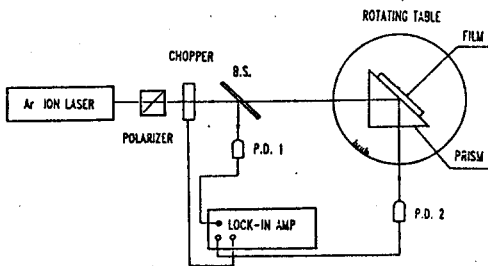 ROTATING TABLE
FILM
CHOPPER
B.S.
Ar ION LASER
POLARIZER
P.D. 1
PRISM
LOCK-IN AMP
P.D. 2